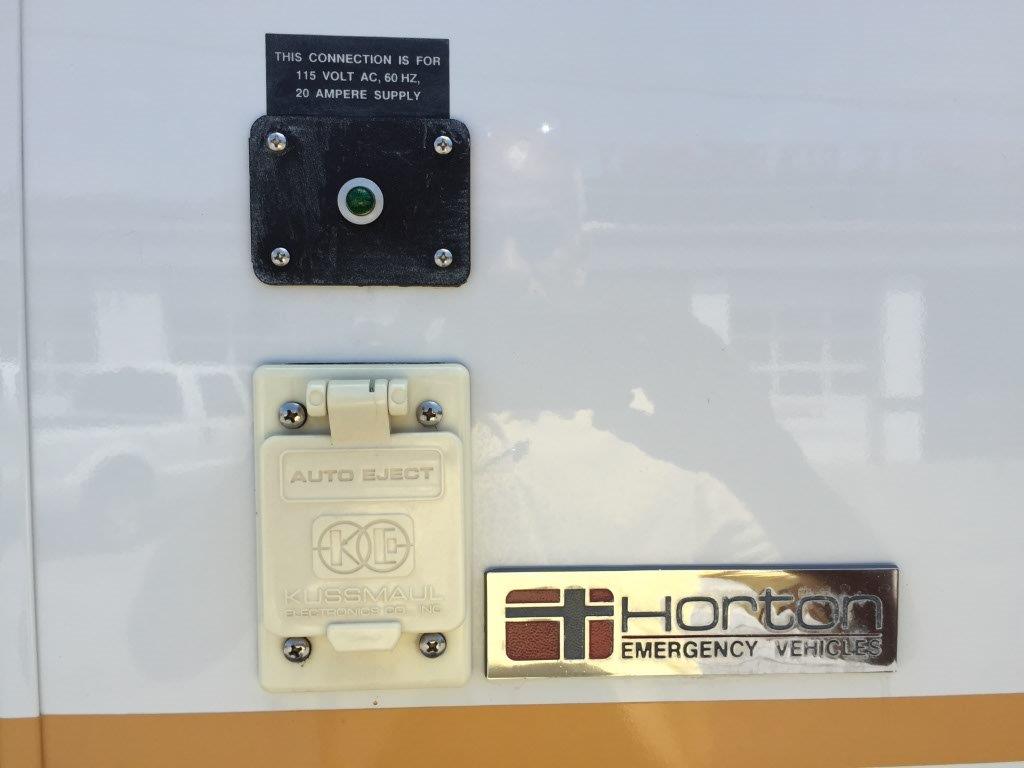 THIS CONNECTION IS FOR
115 VOLT AC, 60 HZ,
20 AMPERE SUPPLY
AUTO EJECT
KE
KUSSMAUL
ELECTRONICS CO., INC.
Horton
EMERGENCY VEHICLES